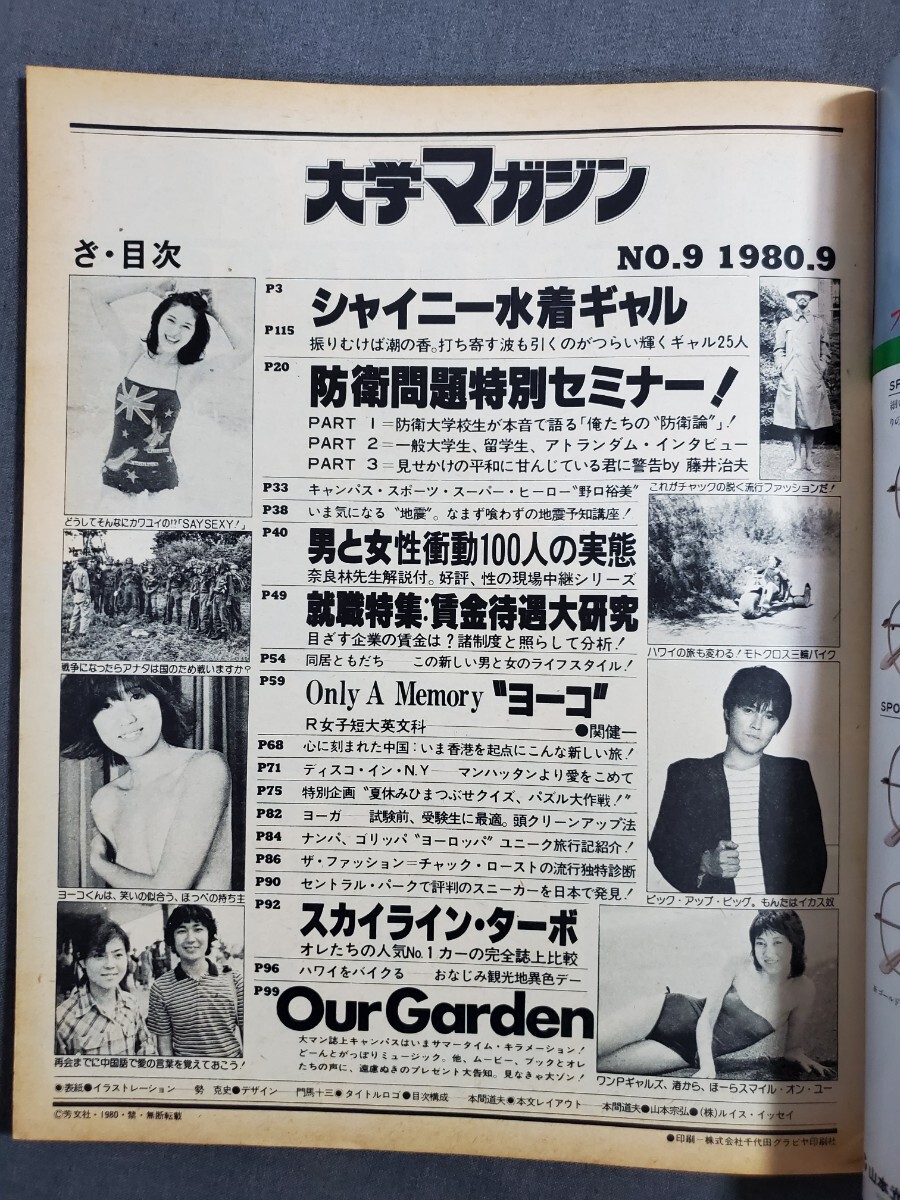 大学マガジン
ざ・目次
NO.9 1980.9
P3
シャイニー水着ギャル
P115
振りむけば潮の香。打ち寄す波も引くのがつらい輝くギャル25人
P20
防衛問題特別セミナー!
PART 1=防衛大学校生が本音で語る「俺たちの“防衛論”」!
PART 2=一般大学生、留学生、アトランダム・インタビュー
PART 3=見せかけの平和に甘んじている君に警告by 藤井治夫
P33 キャンパス・スポーツ・スーパー・ヒーロー“野口裕美”
P38 いま気になる“地震”。なまず喰わずの地震予知講座!
P40
男と女性衝動100人の実態
奈良林先生解説付。好評、性の現場中継シリーズ
P49
就職特集:賃金待遇大研究
目ざす企業の賃金は?諸制度と照らして分析!
P54 同居ともだち──この新しい男と女のライフスタイル!
P59
Only A Memory “ヨーコ”
R女子短大英文科──●関健一
P68 心に刻まれた中国:いま香港を起点にこんな新しい旅!
P71 ディスコ・イン・N.Y──マンハッタンより愛をこめて
P75 特別企画“夏休みひまつぶせクイズ、パズル大作戦!”
P82 ヨーガ──試験前、受験生に最適。頭クリーンアップ法
P84 ナンパ、ゴリッパ“ヨーロッパ”ユニーク旅行記紹介!
P86 ザ・ファッション=チャック・ローストの流行独特診断
P90 セントラル・パークで評判のスニーカーを日本で発見!
P92
スカイライン・ターボ
オレたちの人気No.1カーの完全誌上比較
P96 ハワイをバイクる──おなじみ観光地異色デー
P99
Our Garden
大マン誌上キャンパスはいまサマータイム・キラメーション!
どーんとがっぽりミュージック。他、ムービー、ブックとオレ
たちの声に、遠慮ぬきのプレゼント大告知。見なきゃ大ゾン!
どうしてそんなにカワユイの!?「SAY SEXY!」
戦争になったらアナタは国のため戦いますか?
ヨーコくんは、笑いの似合う、ほっぺの持ち主
再会までに中国語で愛の言葉を覚えておこう!
これがチャックの説く流行ファッションだ!
ハワイの旅も変わる!モトクロス三輪バイク
ピック・アップ・ビッグ。もんたはイカス奴
ワンPギャルズ、港から、ほーらスマイル・オン・ユー
●表紙●イラストレーション──勢 克史●デザイン──門馬十三●タイトルロゴ●目次構成──本間道夫●本文レイアウト──本間道夫●山本宗弘●(株)ルイス・イッセイ
©芳文社・1980・禁・無断転載
●印刷─株式会社千代田グラビヤ印刷社